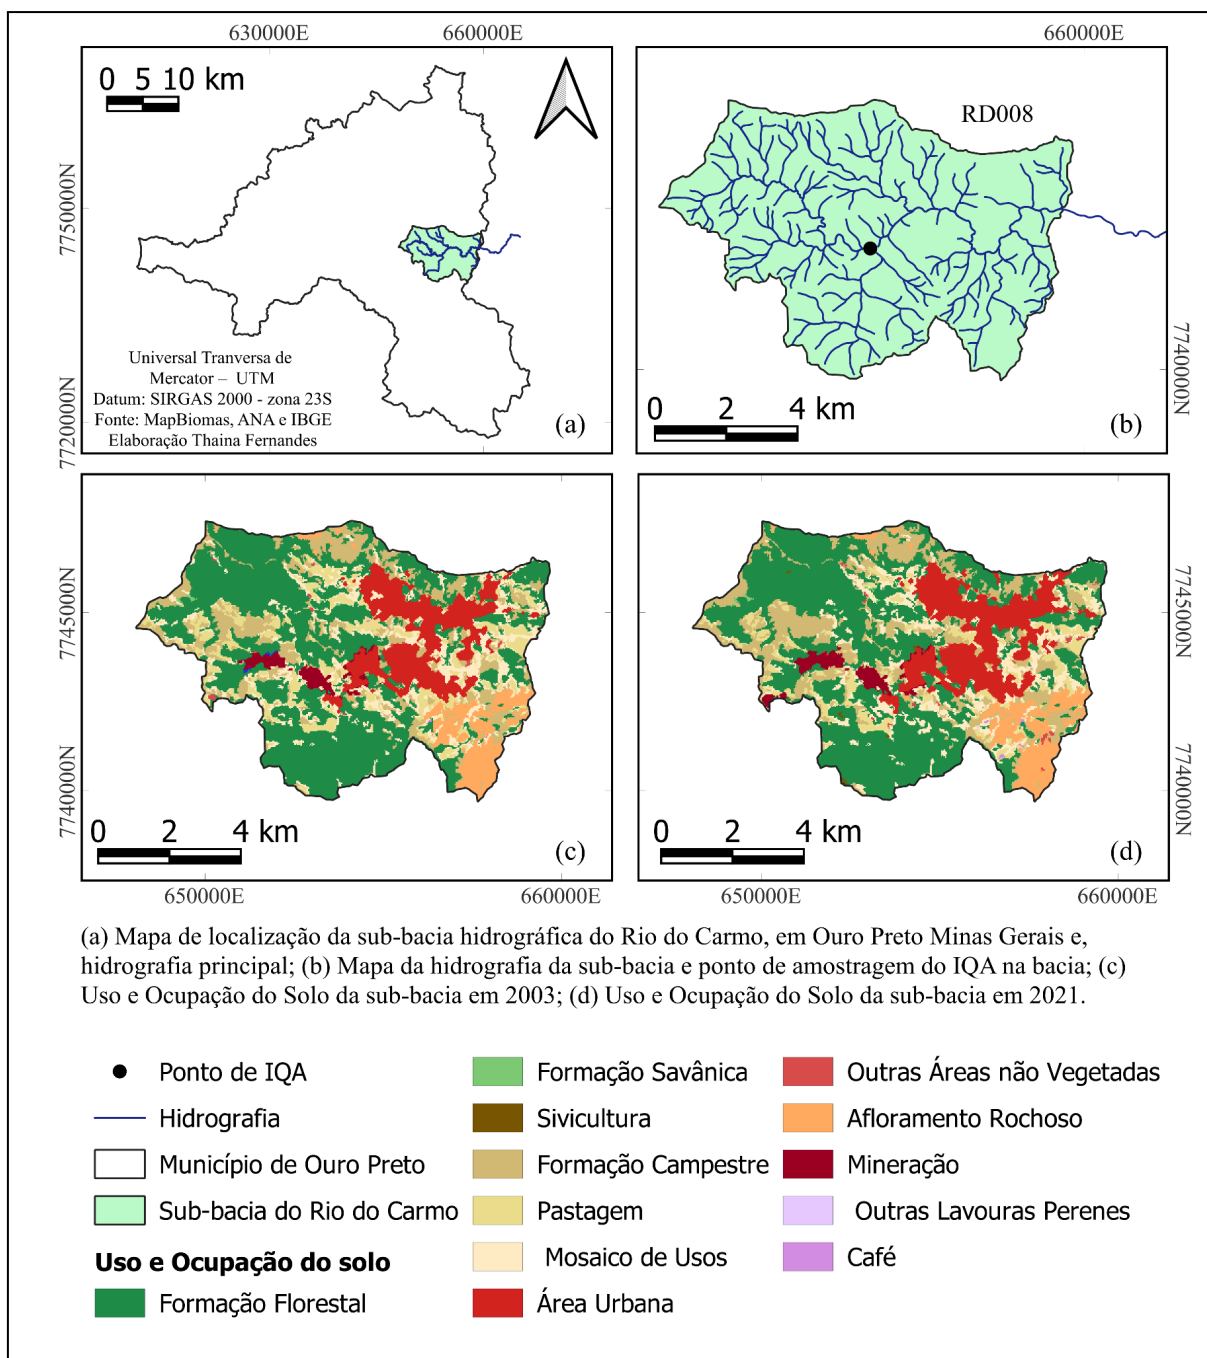 630000E 660000E
0 5 10 km
7750000N
7720000N
Universal Tranversa de
Mercator – UTM
Datum: SIRGAS 2000 - zona 23S
Fonte: MapBiomas, ANA e IBGE
Elaboração Thaina Fernandes
(a)
660000E
RD008
7740000N
0 2 4 km
(b)
7745000N
7740000N
0 2 4 km
(c)
650000E 660000E
7745000N
7740000N
0 2 4 km
(d)
650000E 660000E
(a) Mapa de localização da sub-bacia hidrográfica do Rio do Carmo, em Ouro Preto Minas Gerais e,
hidrografia principal; (b) Mapa da hidrografia da sub-bacia e ponto de amostragem do IQA na bacia; (c)
Uso e Ocupação do Solo da sub-bacia em 2003; (d) Uso e Ocupação do Solo da sub-bacia em 2021.
Ponto de IQA
Hidrografia
Município de Ouro Preto
Sub-bacia do Rio do Carmo
Uso e Ocupação do solo
Formação Florestal
Formação Savânica
Sivicultura
Formação Campestre
Pastagem
Mosaico de Usos
Área Urbana
Outras Áreas não Vegetadas
Afloramento Rochoso
Mineração
Outras Lavouras Perenes
Café